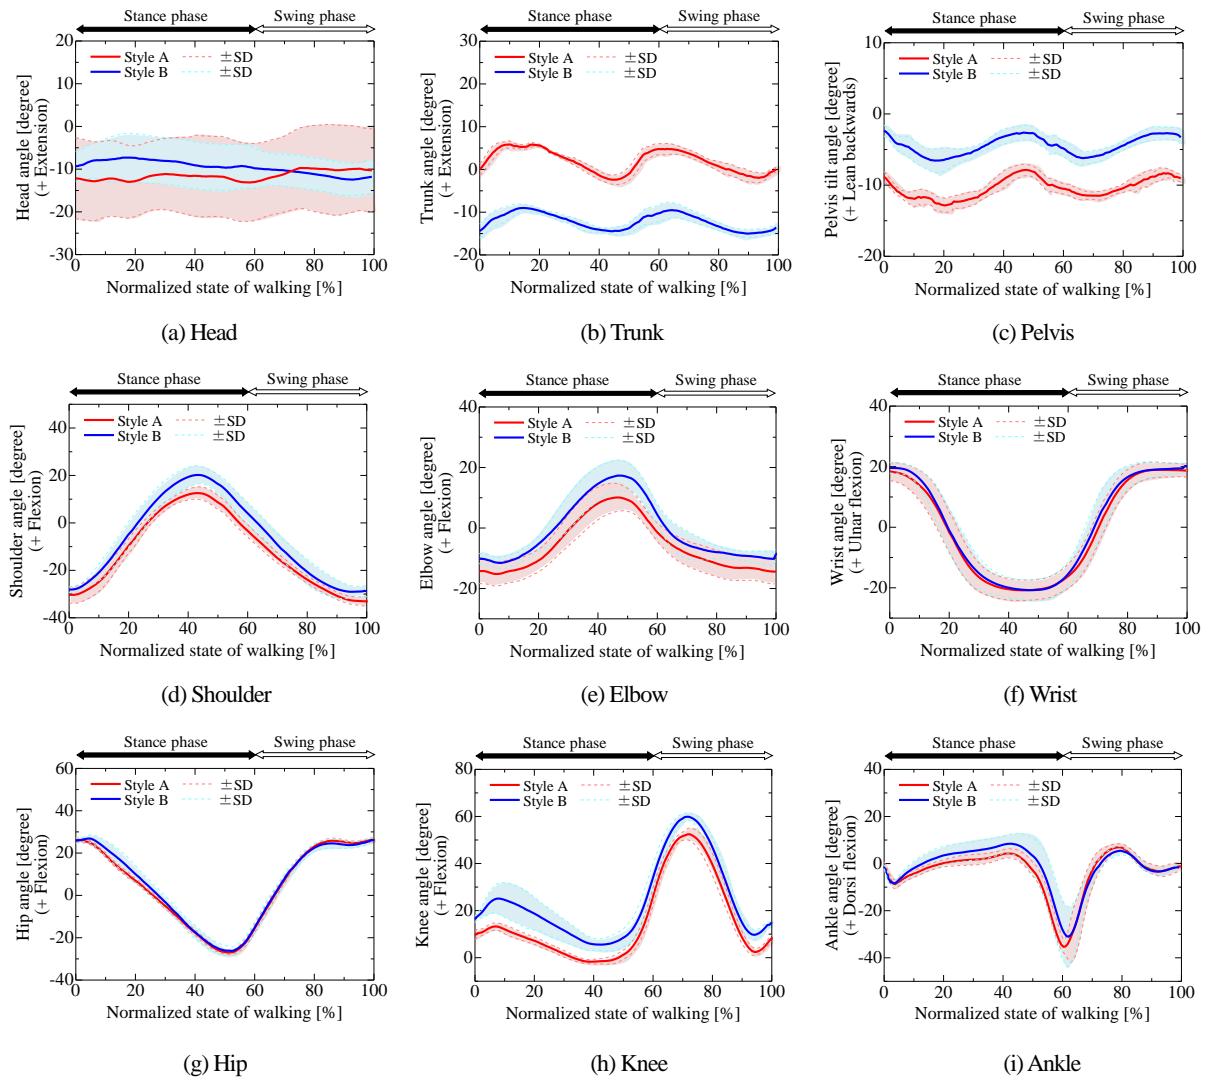 Stance phase Swing phase
Head angle [degree]
(+ Extension)
20
10
0
-10
-20
-30
Style A ±SD
Style B ±SD
0 20 40 60 80 100
Normalized state of walking [%]
(a) Head
Stance phase Swing phase
Trunk angle [degree]
(+ Extension)
30
20
10
0
-10
-20
Style A ±SD
Style B ±SD
0 20 40 60 80 100
Normalized state of walking [%]
(b) Trunk
Stance phase Swing phase
Pelvis tilt angle [degree]
(+ Lean backwards)
10
0
-10
-20
Style A ±SD
Style B ±SD
0 20 40 60 80 100
Normalized state of walking [%]
(c) Pelvis
Stance phase Swing phase
Shoulder angle [degree]
(+ Flexion)
40
20
0
-20
-40
Style A ±SD
Style B ±SD
0 20 40 60 80 100
Normalized state of walking [%]
(d) Shoulder
Stance phase Swing phase
Elbow angle [degree]
(+ Flexion)
40
20
0
-20
Style A ±SD
Style B ±SD
0 20 40 60 80 100
Normalized state of walking [%]
(e) Elbow
Stance phase Swing phase
Wrist angle [degree]
(+ Ulnar flexion)
40
20
0
-20
Style A ±SD
Style B ±SD
0 20 40 60 80 100
Normalized state of walking [%]
(f) Wrist
Stance phase Swing phase
Hip angle [degree]
(+ Flexion)
60
40
20
0
-20
-40
Style A ±SD
Style B ±SD
0 20 40 60 80 100
Normalized state of walking [%]
(g) Hip
Stance phase Swing phase
Knee angle [degree]
(+ Flexion)
80
60
40
20
0
Style A ±SD
Style B ±SD
0 20 40 60 80 100
Normalized state of walking [%]
(h) Knee
Stance phase Swing phase
Ankle angle [degree]
(+ Dorsi flexion)
40
20
0
-20
-40
Style A ±SD
Style B ±SD
0 20 40 60 80 100
Normalized state of walking [%]
(i) Ankle